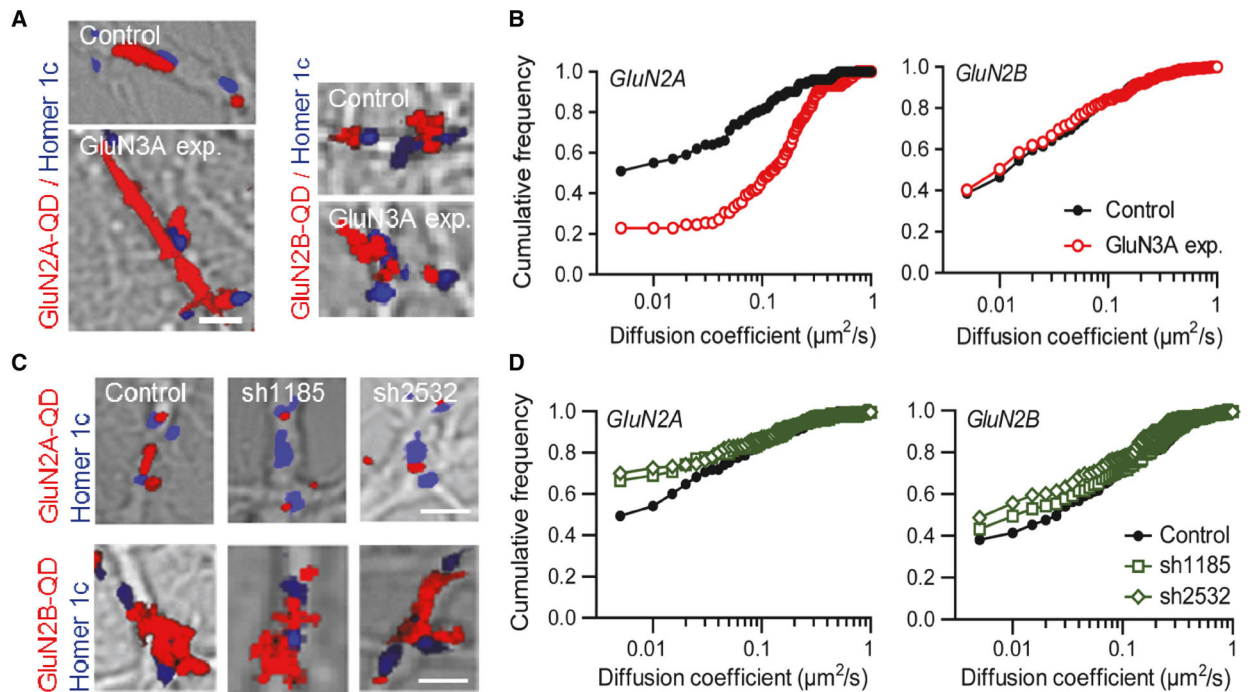 A
GluN2A-QD / Homer 1c
Control
GluN3A exp.
GluN2B-QD / Homer 1c
Control
GluN3A exp.
B
Cumulative frequency
1.0
0.8
0.6
0.4
0.2
0.0
GluN2A
0.01
0.1
1
Diffusion coefficient (µm²/s)
1.0
0.8
0.6
0.4
0.2
0.0
GluN2B
Control
GluN3A exp.
0.01
0.1
1
Diffusion coefficient (µm²/s)
C
GluN2A-QD
Homer 1c
Control
sh1185
sh2532
GluN2B-QD
Homer 1c
D
Cumulative frequency
1.0
0.8
0.6
0.4
0.2
0.0
GluN2A
0.01
0.1
1
Diffusion coefficient (µm²/s)
1.0
0.8
0.6
0.4
0.2
0.0
GluN2B
Control
sh1185
sh2532
0.01
0.1
1
Diffusion coefficient (µm²/s)